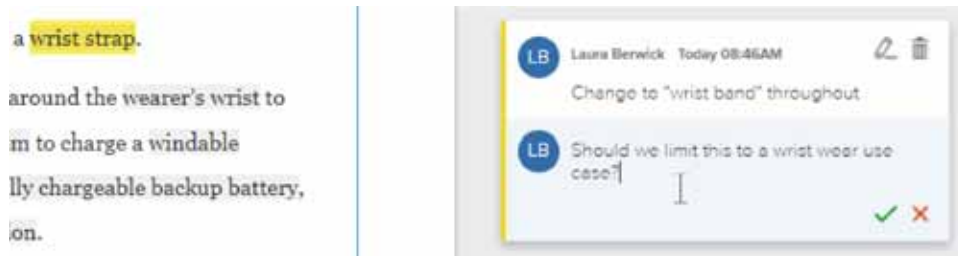 a wrist strap.
around the wearer's wrist to
m to charge a windable
lly chargeable backup battery,
on.
LB
Laura Berwick Today 08:46AM
Change to "wrist band" throughout
LB
Should we limit this to a wrist wear use
case?